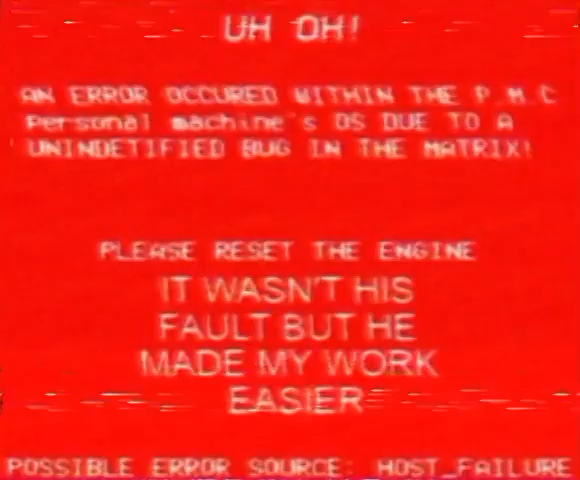 UH OH!
AN ERROR OCCURED WITHIN THE P.M.C
Personal machine's OS DUE TO A
UNINDETIFIED BUG IN THE MATRIX!
PLEASE RESET THE ENGINE
IT WASN'T HIS
FAULT BUT HE
MADE MY WORK
EASIER
POSSIBLE ERROR SOURCE: HOST_FAILURE